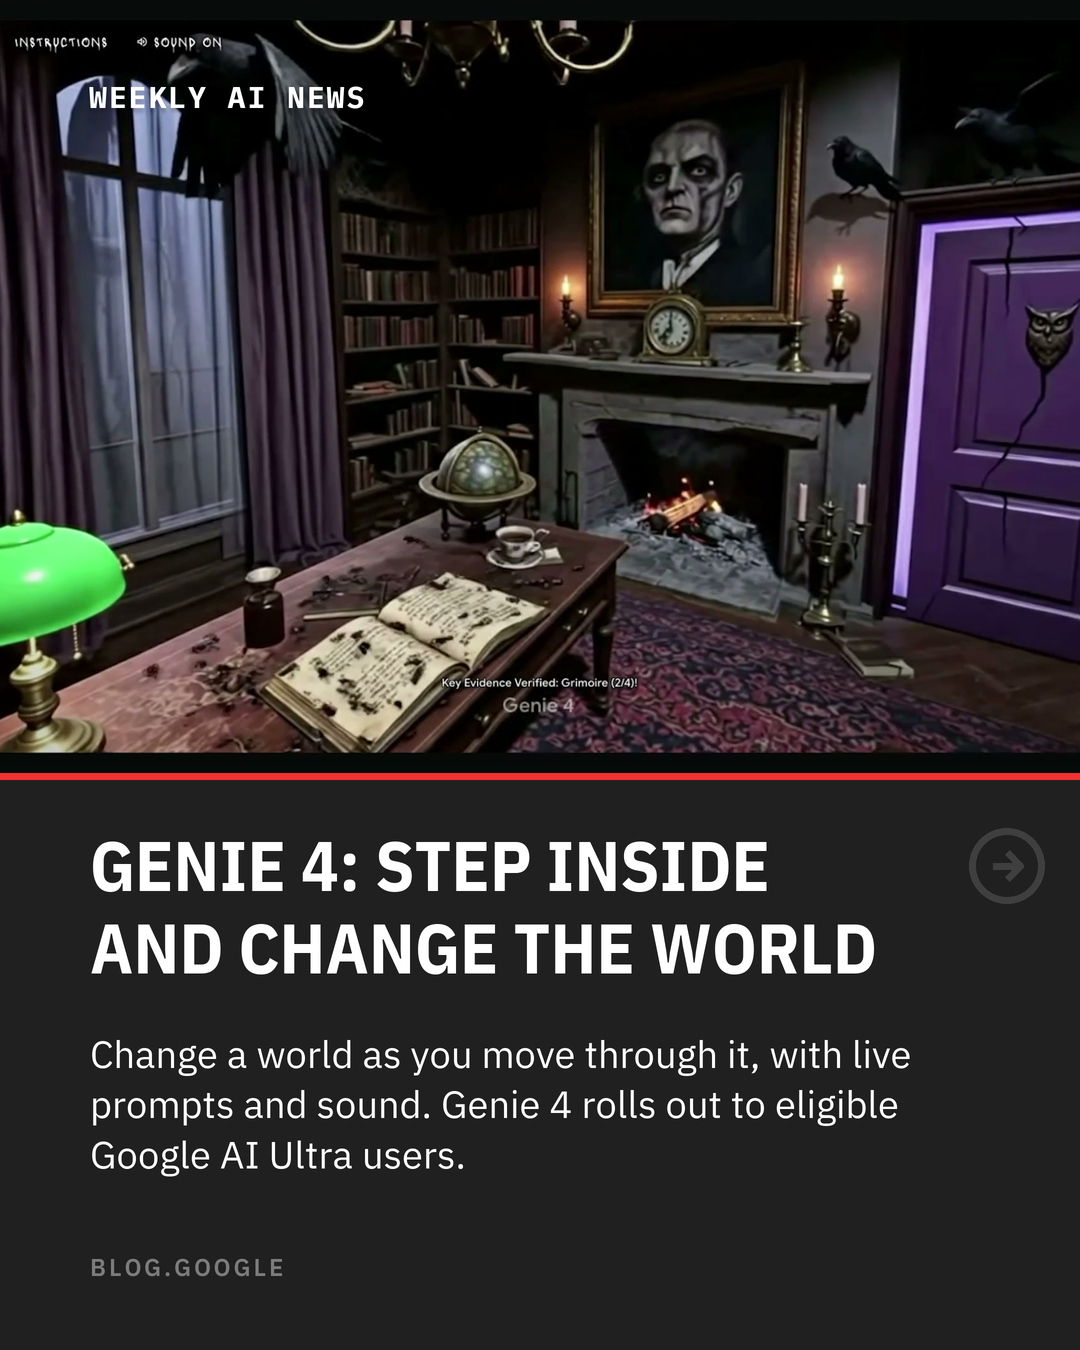 INSTRUCTIONS
SOUND ON
WEEKLY AI NEWS
Key Evidence Verified: Grimoire (2/4)!
Genie 4
GENIE 4: STEP INSIDE
AND CHANGE THE WORLD
Change a world as you move through it, with live
prompts and sound. Genie 4 rolls out to eligible
Google AI Ultra users.
BLOG.GOOGLE